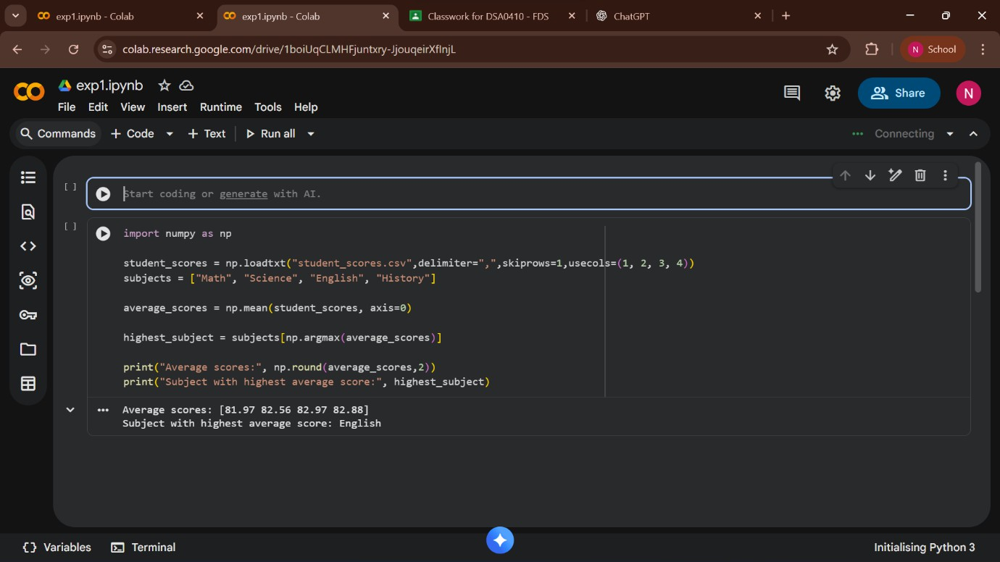 exp1.ipynb - Colab
exp1.ipynb - Colab
Classwork for DSA0410 - FDS
ChatGPT
colab.research.google.com/drive/1boiUqCLMHFjuntxry-JjouqeirXfInjL
N School
CO
exp1.ipynb
File Edit View Insert Runtime Tools Help
Share
N
Commands + Code + Text Run all
Connecting
[ ] Start coding or generate with AI.
[ ] import numpy as np
student_scores = np.loadtxt("student_scores.csv",delimiter=",",skiprows=1,usecols=(1, 2, 3, 4))
subjects = ["Math", "Science", "English", "History"]
average_scores = np.mean(student_scores, axis=0)
highest_subject = subjects[np.argmax(average_scores)]
print("Average scores:", np.round(average_scores,2))
print("Subject with highest average score:", highest_subject)
Average scores: [81.97 82.56 82.97 82.88]
Subject with highest average score: English
Variables Terminal
Initialising Python 3